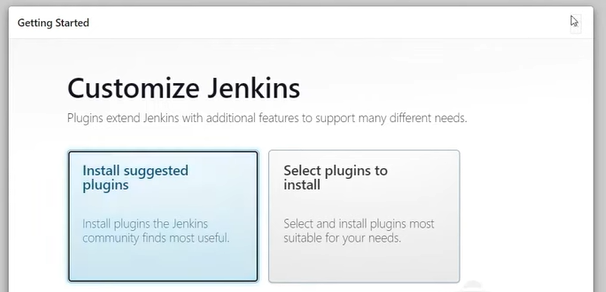 Getting Started
Customize Jenkins
Plugins extend Jenkins with additional features to support many different needs.
Install suggested
plugins
Install plugins the Jenkins
community finds most useful.
Select plugins to
install
Select and install plugins most
suitable for your needs.